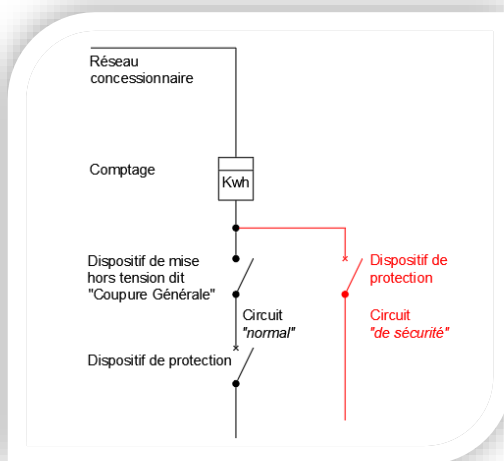 Réseau
concessionnaire
Comptage
Kwh
Dispositif de mise
hors tension dit
"Coupure Générale"
Dispositif de
protection
Circuit
"normal"
Circuit
"de sécurité"
Dispositif de protection